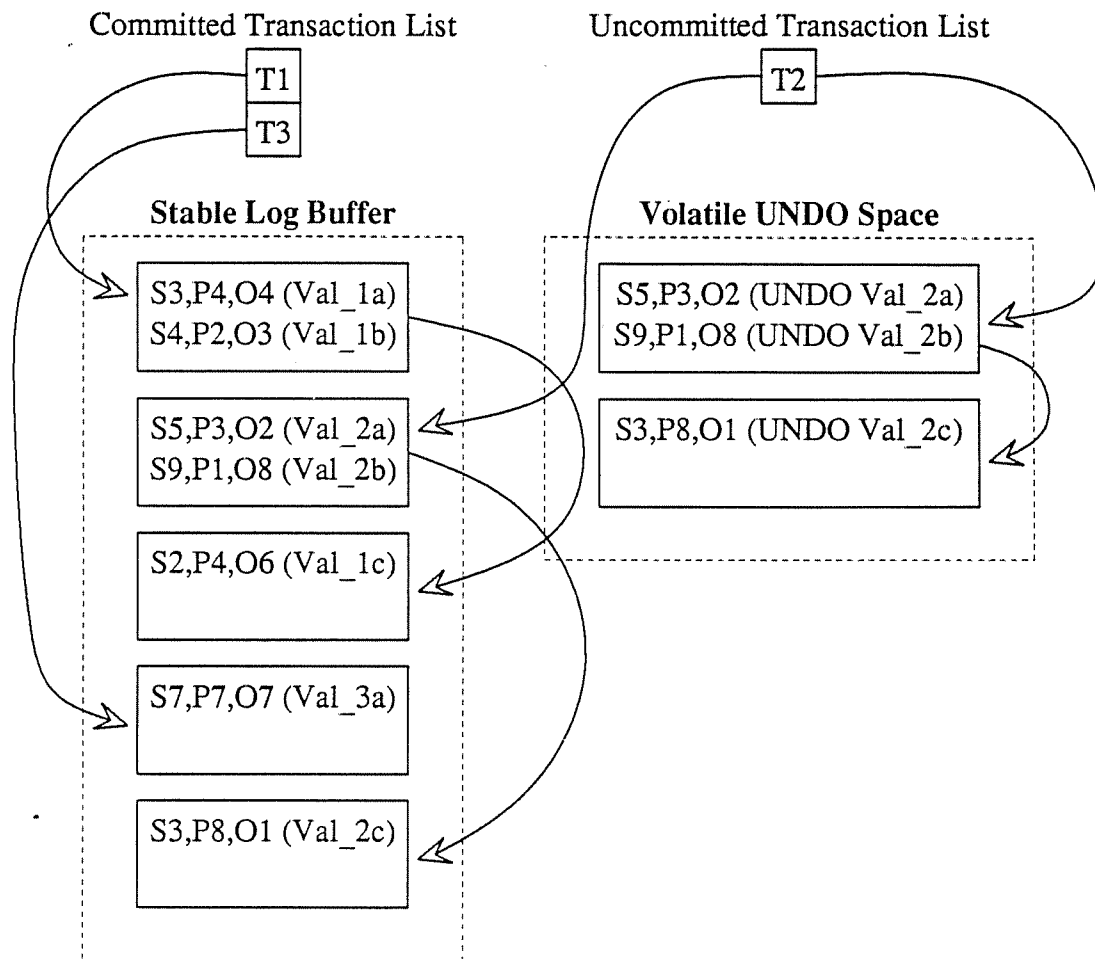 Committed Transaction List
T1
T3
Uncommitted Transaction List
T2
Stable Log Buffer
S3,P4,O4 (Val_1a)
S4,P2,O3 (Val_1b)
S5,P3,O2 (Val_2a)
S9,P1,O8 (Val_2b)
S2,P4,O6 (Val_1c)
S7,P7,O7 (Val_3a)
S3,P8,O1 (Val_2c)
Volatile UNDO Space
S5,P3,O2 (UNDO Val_2a)
S9,P1,O8 (UNDO Val_2b)
S3,P8,O1 (UNDO Val_2c)